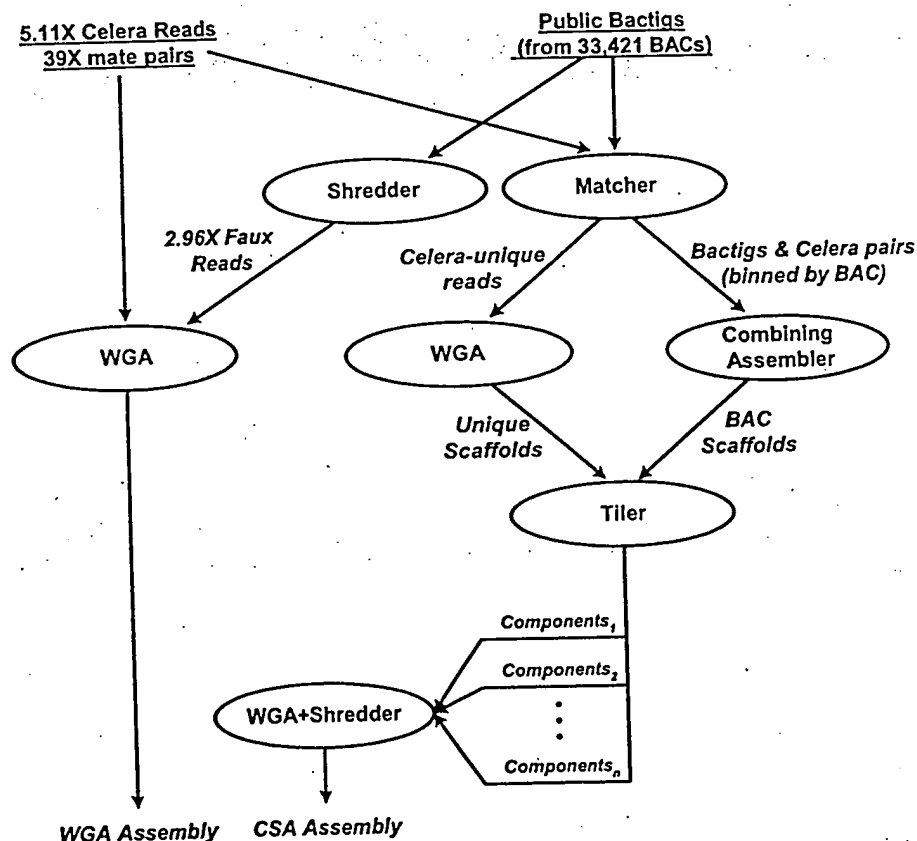 5.11X Celera Reads
39X mate pairs
Public Bactigs
(from 33,421 BACs)
Shredder
Matcher
2.96X Faux
Reads
Celera-unique
reads
Bactigs & Celera pairs
(binned by BAC)
WGA
WGA
Combining
Assembler
Unique
Scaffolds
BAC
Scaffolds
Tiler
Components₁
Components₂
WGA+Shredder
Componentsₙ
WGA Assembly
CSA Assembly